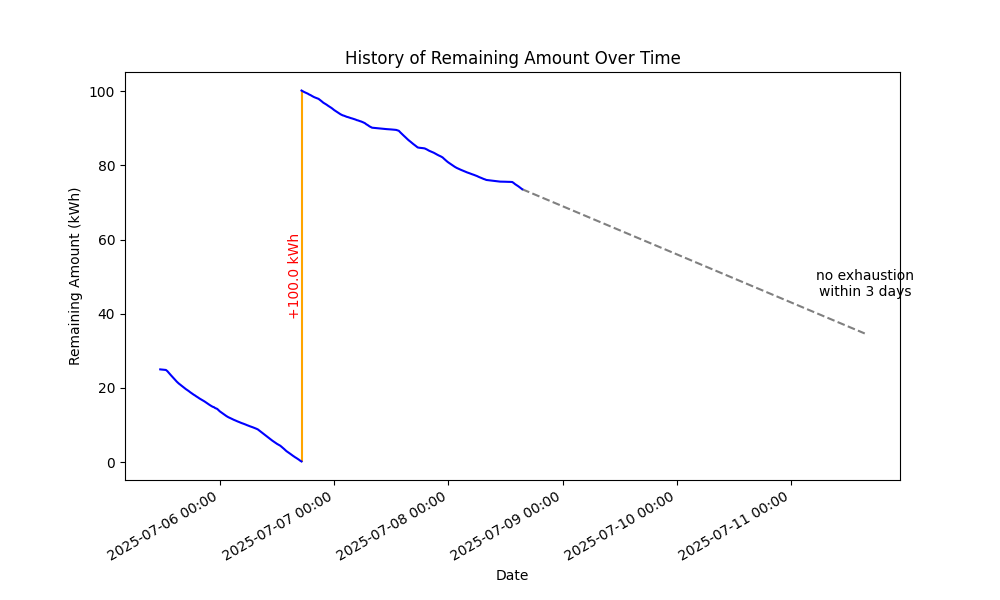 History of Remaining Amount Over Time
Remaining Amount (kWh)
100
80
60
40
20
0
+100.0 kWh
no exhaustion
within 3 days
2025-07-06 00:00
2025-07-07 00:00
2025-07-08 00:00
2025-07-09 00:00
2025-07-10 00:00
2025-07-11 00:00
Date